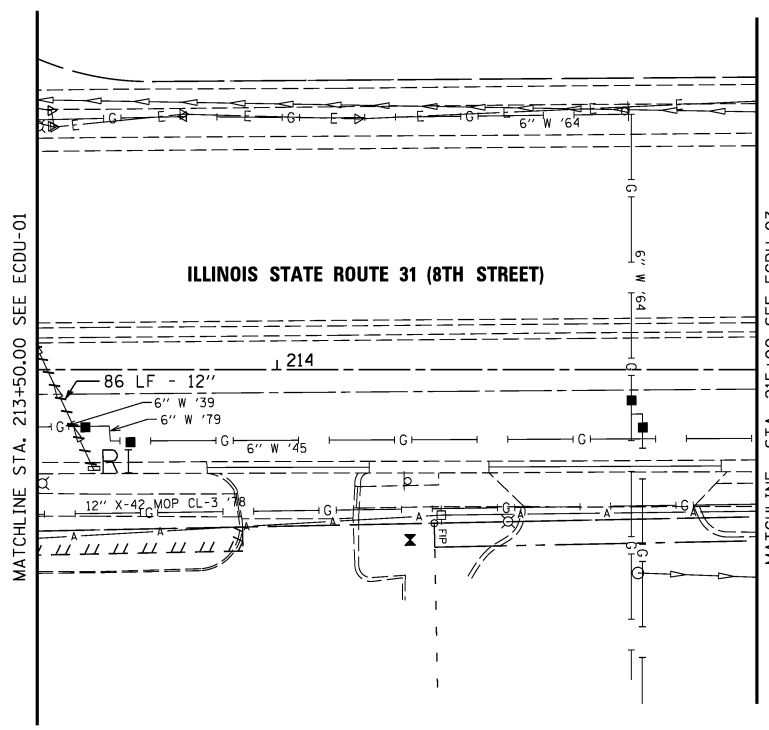 E G E G E E G E E E
6" W '64
G
6" W '64
ILLINOIS STATE ROUTE 31 (8TH STREET)
MATCHLINE STA. 213+50.00 SEE ECDU-01
214
G
86 LF - 12"
6" W '39
6" W '79
G G G G G
6" W '45
RI
12" X-42 MOP CL-3 '78
G G G G
A A A A A A A
FIP
G G